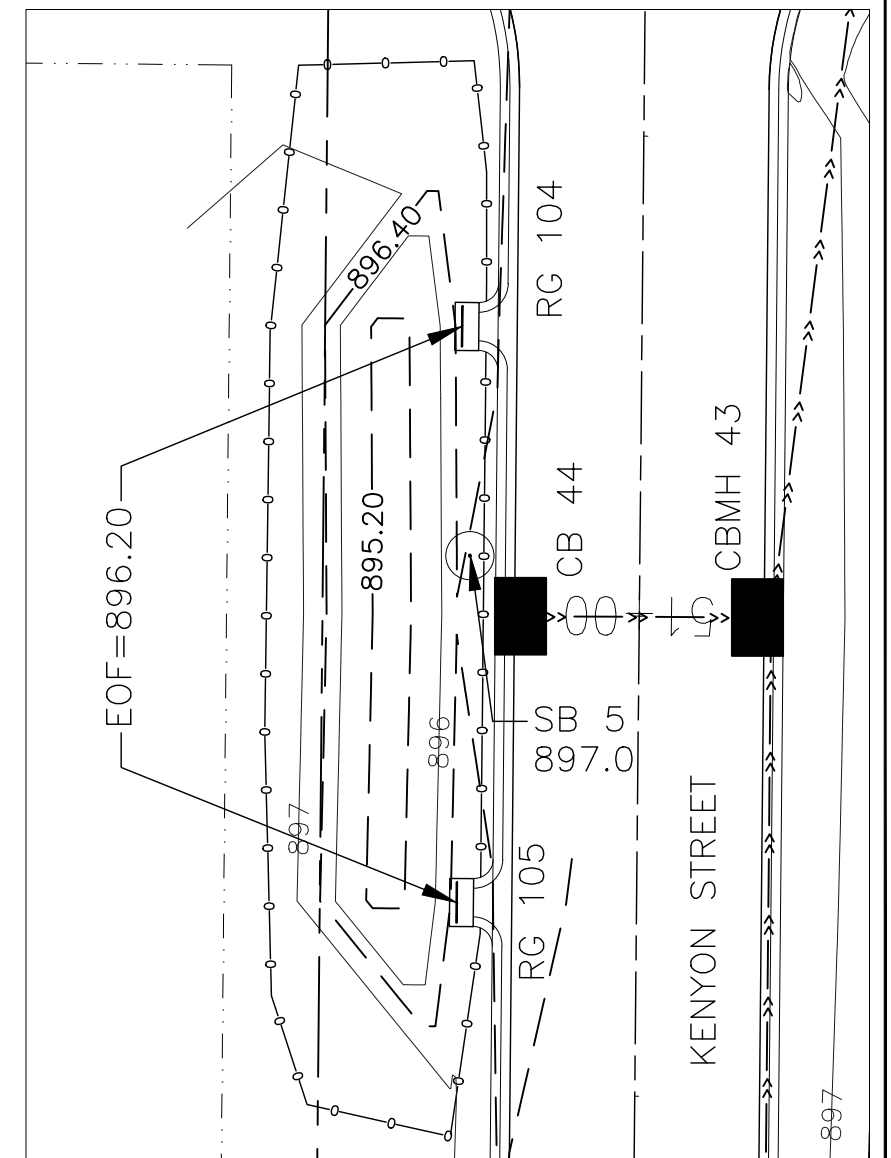 896.40
RG 104
EOF=896.20
895.20
CB 44
CBMH 43
SB 5
897.0
896
897
RG 105
KENYON STREET
897